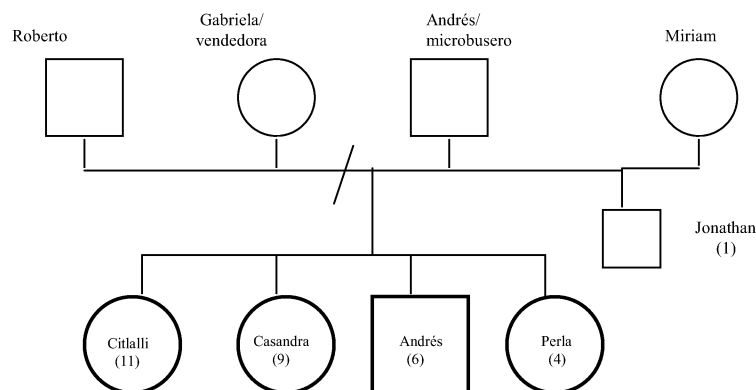 Roberto
Gabriela/
vendedora
Andrés/
microbusero
Miriam
Jonathan
(1)
Citlalli
(11)
Casandra
(9)
Andrés
(6)
Perla
(4)